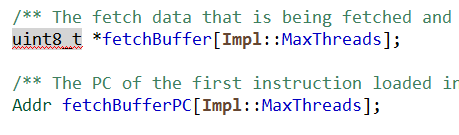 /** The fetch data that is being fetched and
uint8_t *fetchBuffer[Impl::MaxThreads];
/** The PC of the first instruction loaded in
Addr fetchBufferPC[Impl::MaxThreads];